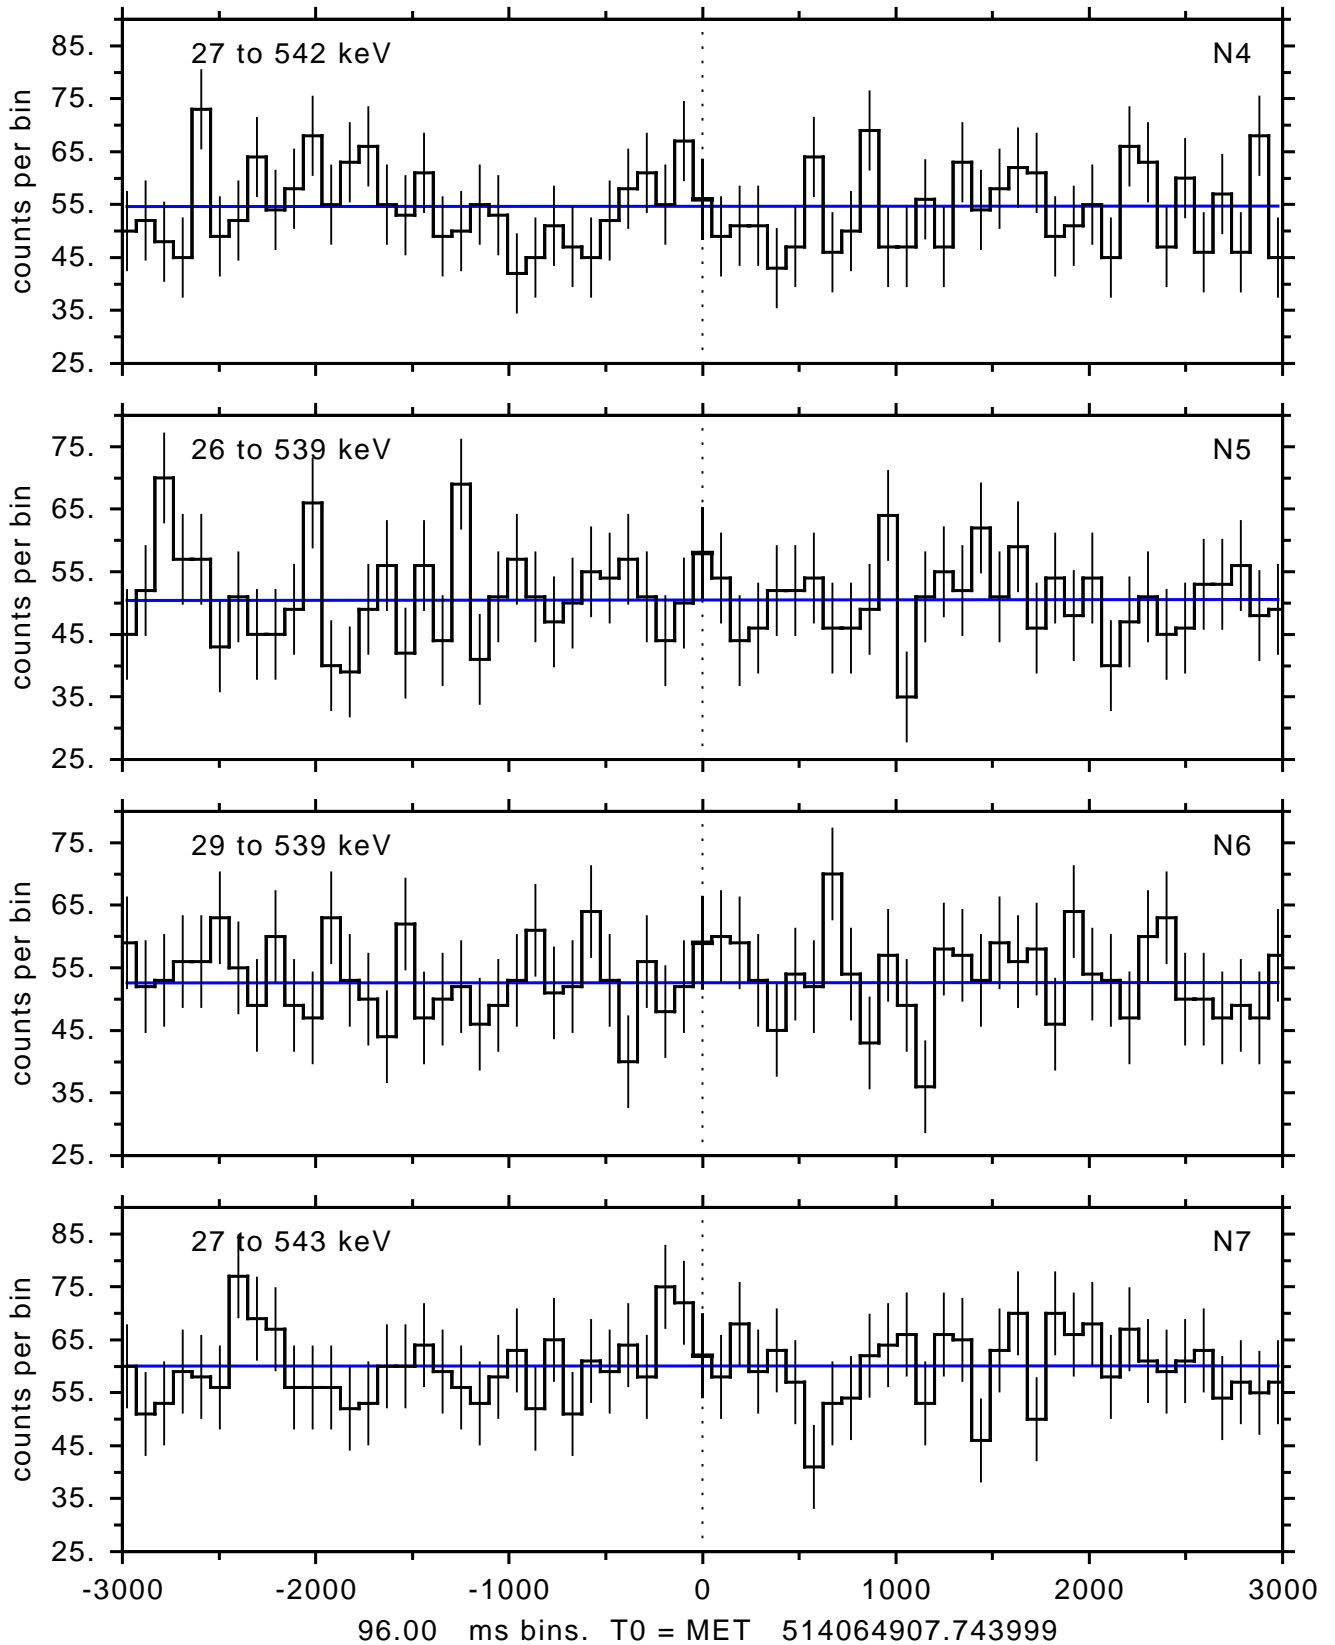 27 to 542 keV N4
85.
75.
65.
55.
45.
35.
25.
counts per bin
26 to 539 keV N5
75.
65.
55.
45.
35.
25.
counts per bin
29 to 539 keV N6
75.
65.
55.
45.
35.
25.
counts per bin
27 to 543 keV N7
85.
75.
65.
55.
45.
35.
25.
counts per bin
-3000 -2000 -1000 0 1000 2000 3000
96.00 ms bins. T0 = MET 514064907.743999